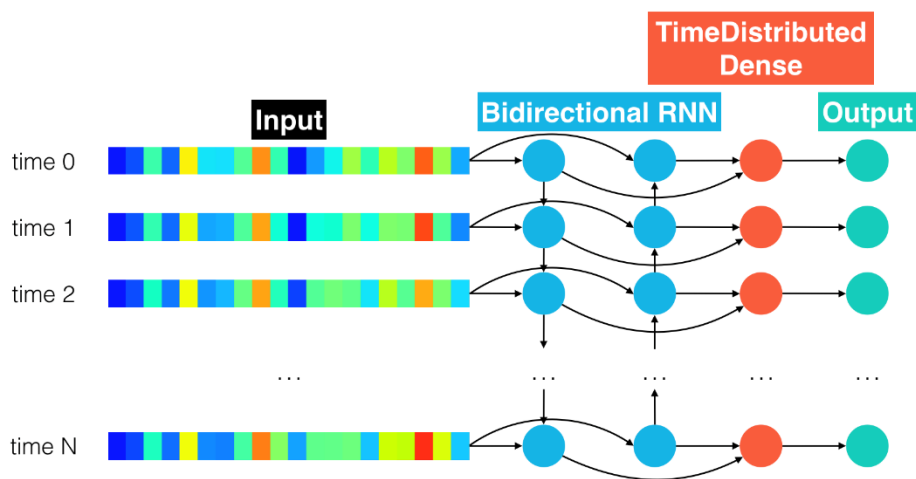 TimeDistributed
Dense
Input
Bidirectional RNN
Output
time 0
time 1
time 2
... ... ... ... ...
time N